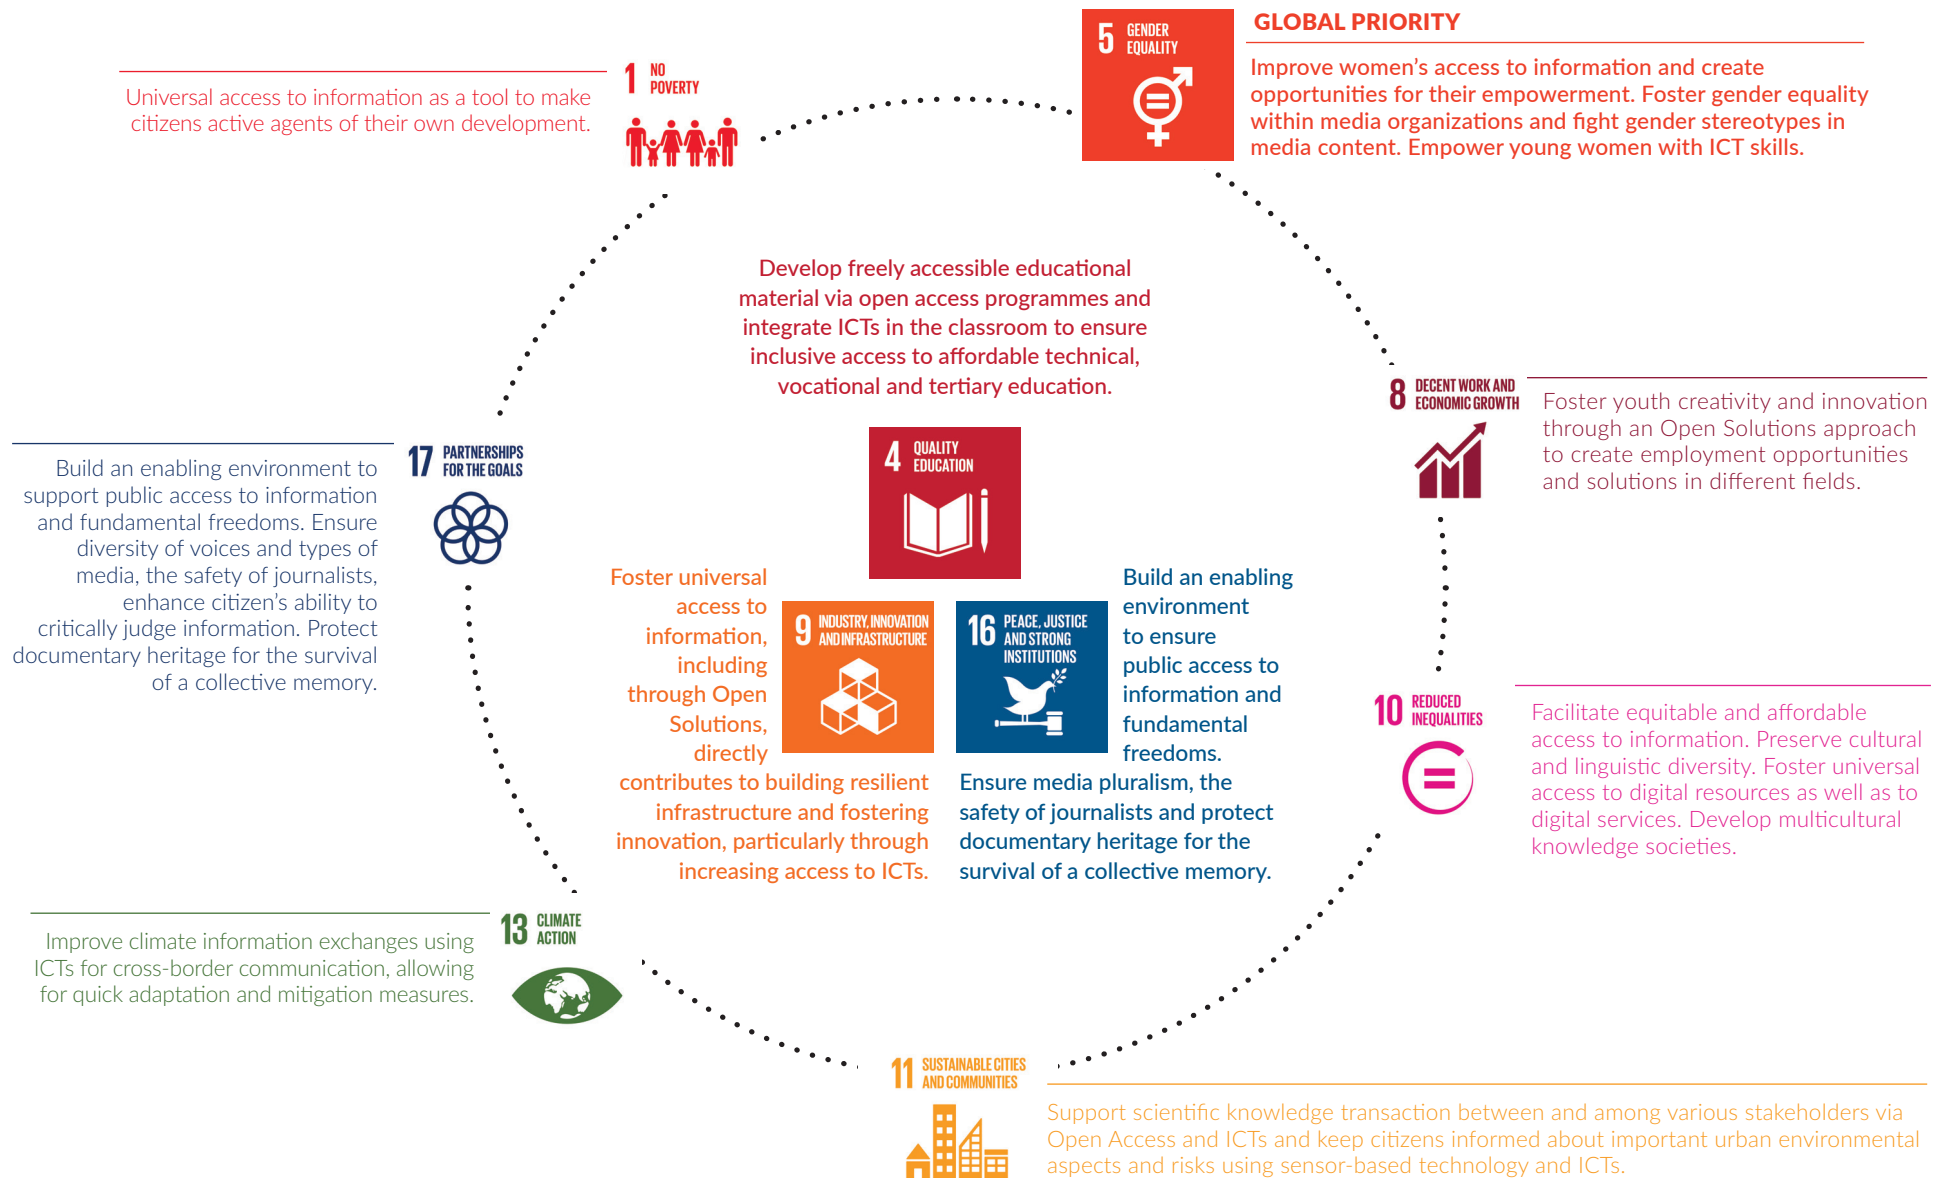 GLOBAL PRIORITY
5 GENDER
EQUALITY
Improve women's access to information and create
opportunities for their empowerment. Foster gender equality
within media organizations and fight gender stereotypes in
media content. Empower young women with ICT skills.
1 NO
POVERTY
Universal access to information as a tool to make
citizens active agents of their own development.
Develop freely accessible educational
material via open access programmes and
integrate ICTs in the classroom to ensure
inclusive access to affordable technical,
vocational and tertiary education.
4 QUALITY
EDUCATION
8 DECENT WORK AND
ECONOMIC GROWTH
Foster youth creativity and innovation
through an Open Solutions approach
to create employment opportunities
and solutions in different fields.
17 PARTNERSHIPS
FOR THE GOALS
Build an enabling environment to
support public access to information
and fundamental freedoms. Ensure
diversity of voices and types of
media, the safety of journalists,
enhance citizen's ability to
critically judge information. Protect
documentary heritage for the survival
of a collective memory.
Foster universal
access to
information,
including
through Open
Solutions,
directly
contributes to building resilient
infrastructure and fostering
innovation, particularly through
increasing access to ICTs.
9 INDUSTRY, INNOVATION
AND INFRASTRUCTURE
16 PEACE, JUSTICE
AND STRONG
INSTITUTIONS
Build an enabling
environment
to ensure
public access to
information and
fundamental
freedoms.
Ensure media pluralism, the
safety of journalists and protect
documentary heritage for the
survival of a collective memory.
10 REDUCED
INEQUALITIES
Facilitate equitable and affordable
access to information. Preserve cultural
and linguistic diversity. Foster universal
access to digital resources as well as to
digital services. Develop multicultural
knowledge societies.
13 CLIMATE
ACTION
Improve climate information exchanges using
ICTs for cross-border communication, allowing
for quick adaptation and mitigation measures.
11 SUSTAINABLE CITIES
AND COMMUNITIES
Support scientific knowledge transaction between and among various stakeholders via
Open Access and ICTs and keep citizens informed about important urban environmental
aspects and risks using sensor-based technology and ICTs.